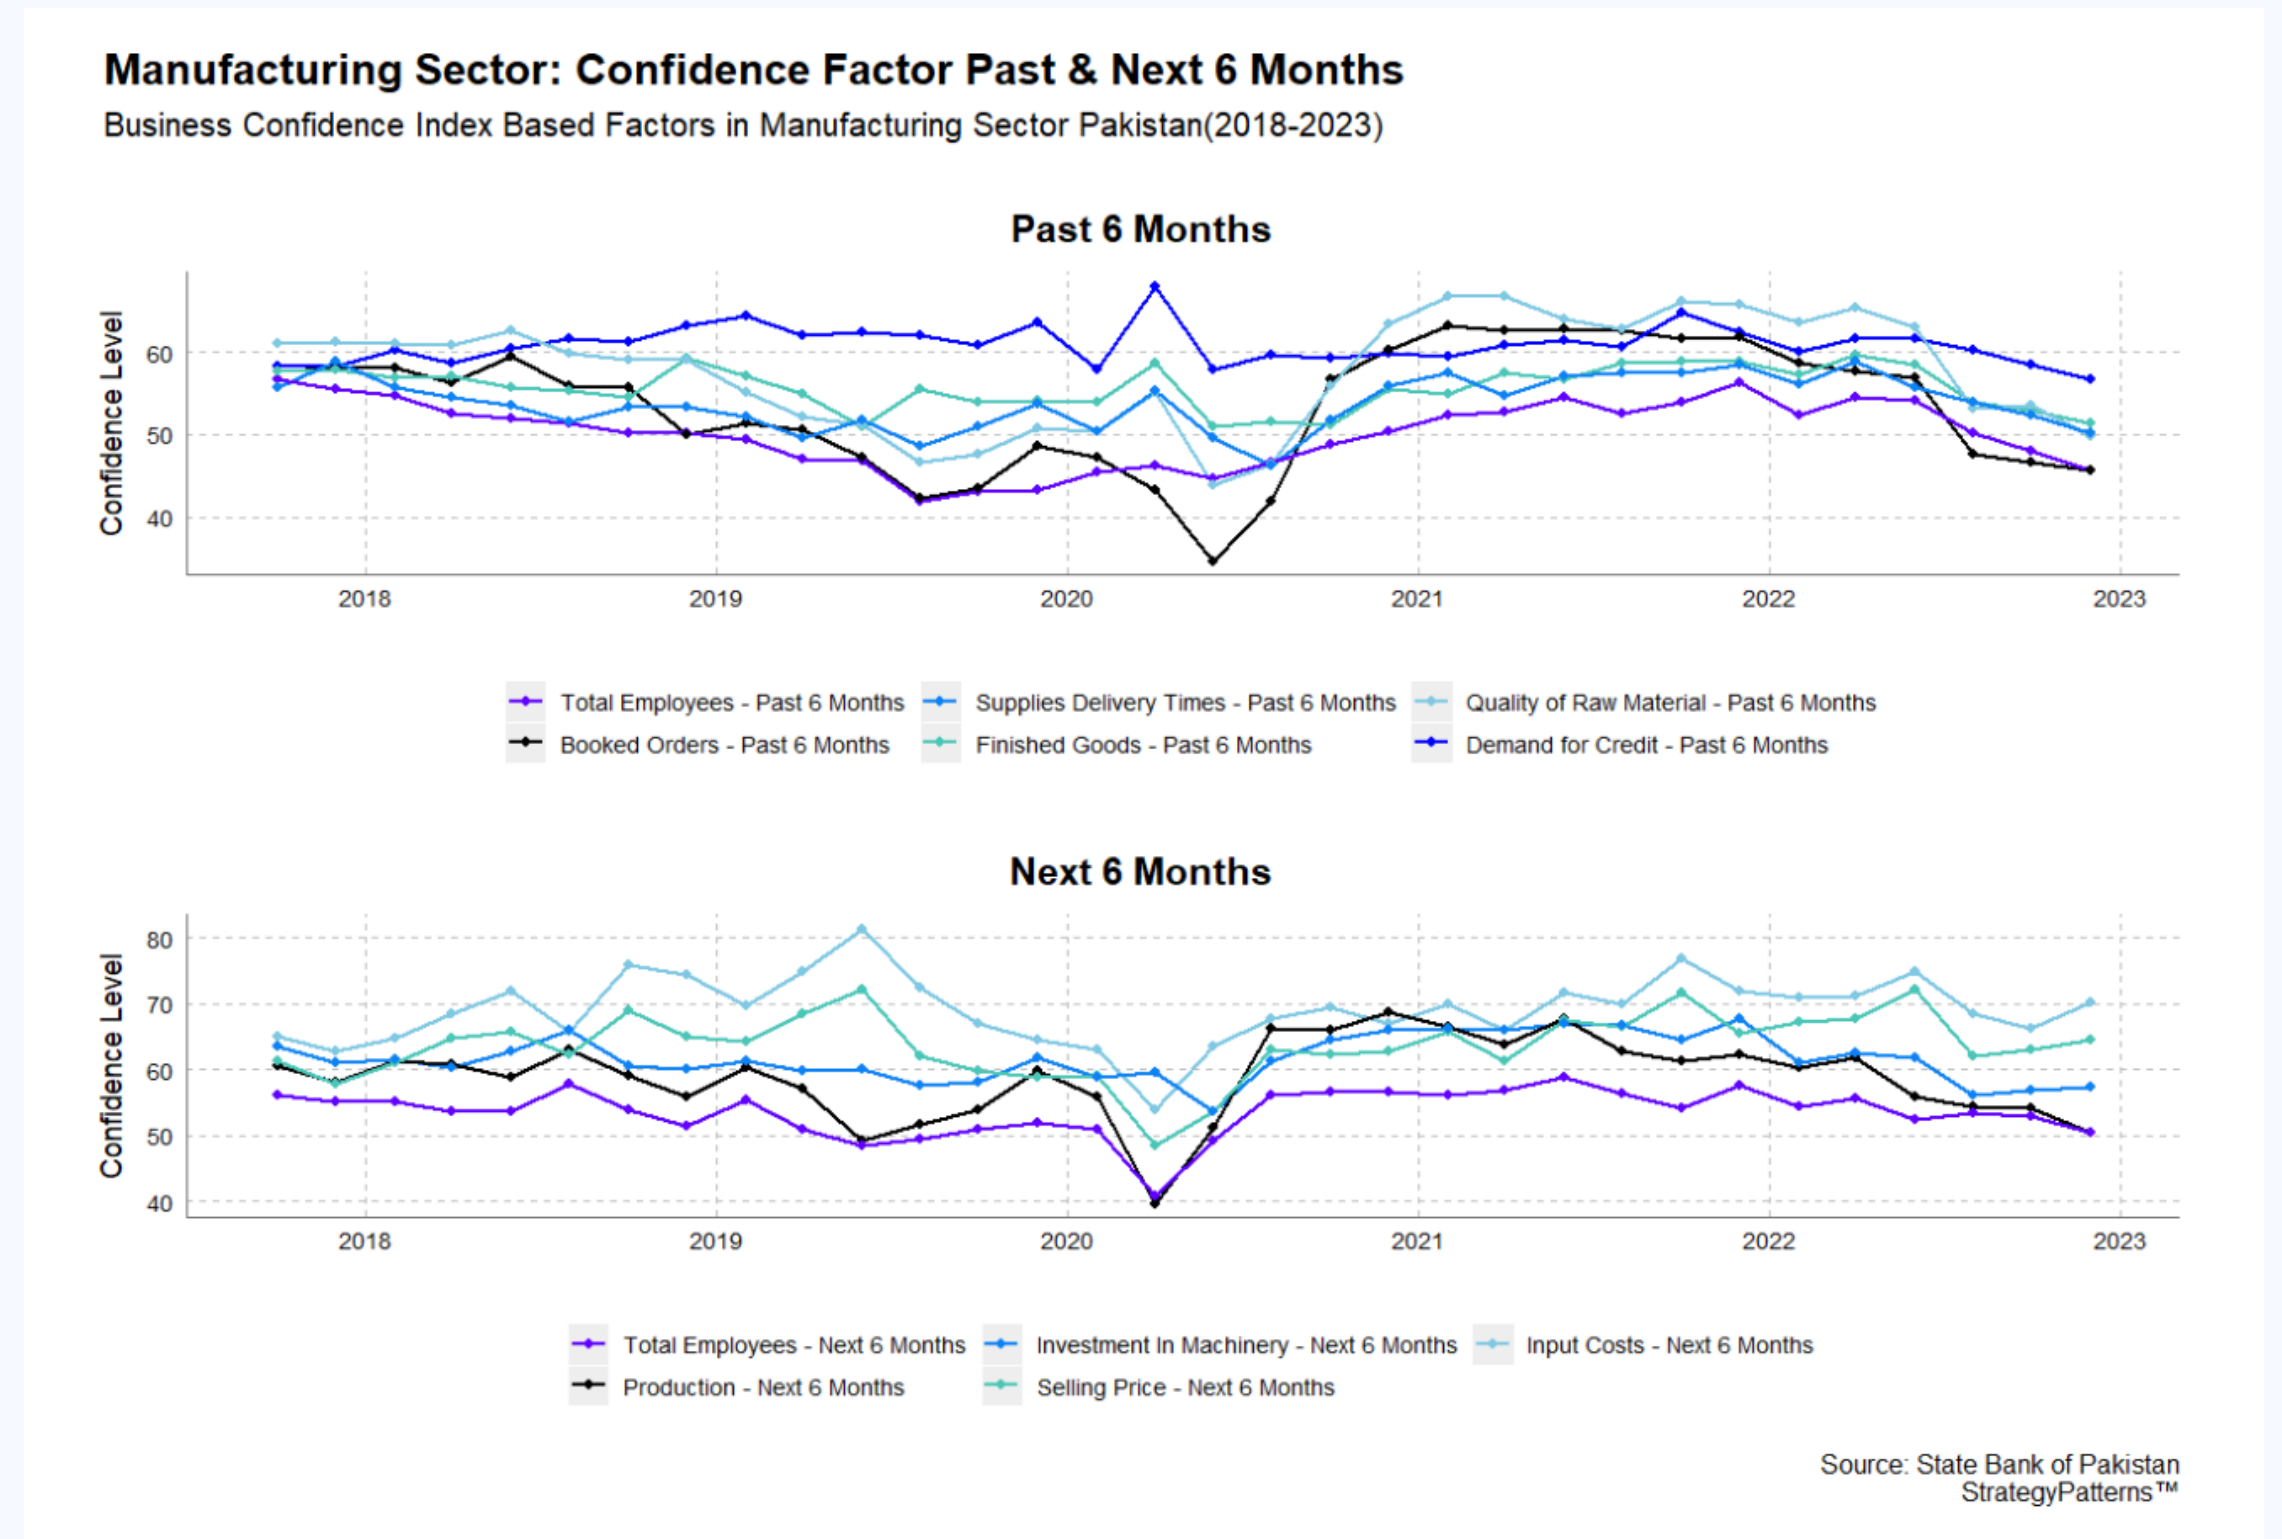 Manufacturing Sector: Confidence Factor Past & Next 6 Months
Business Confidence Index Based Factors in Manufacturing Sector Pakistan(2018-2023)
Past 6 Months
Confidence Level
60
50
40
2018 2019 2020 2021 2022 2023
Total Employees - Past 6 Months Supplies Delivery Times - Past 6 Months Quality of Raw Material - Past 6 Months
Booked Orders - Past 6 Months Finished Goods - Past 6 Months Demand for Credit - Past 6 Months
Next 6 Months
Confidence Level
80
70
60
50
40
2018 2019 2020 2021 2022 2023
Total Employees - Next 6 Months Investment In Machinery - Next 6 Months Input Costs - Next 6 Months
Production - Next 6 Months Selling Price - Next 6 Months
Source: State Bank of Pakistan
StrategyPatterns™